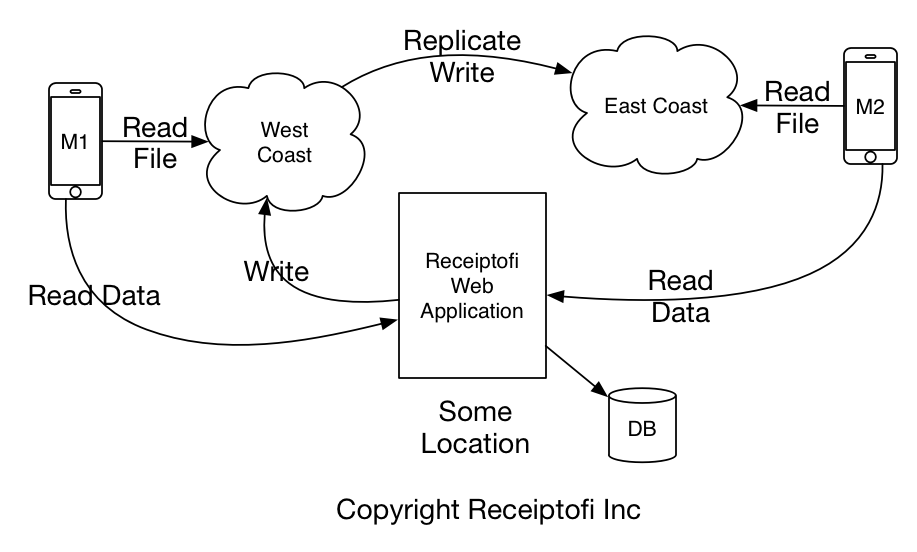 Replicate
Write
M1
Read
File
West
Coast
East Coast
Read
File
M2
Write
Read Data
Receiptofi
Web
Application
Read
Data
Some
Location
DB
Copyright Receiptofi Inc